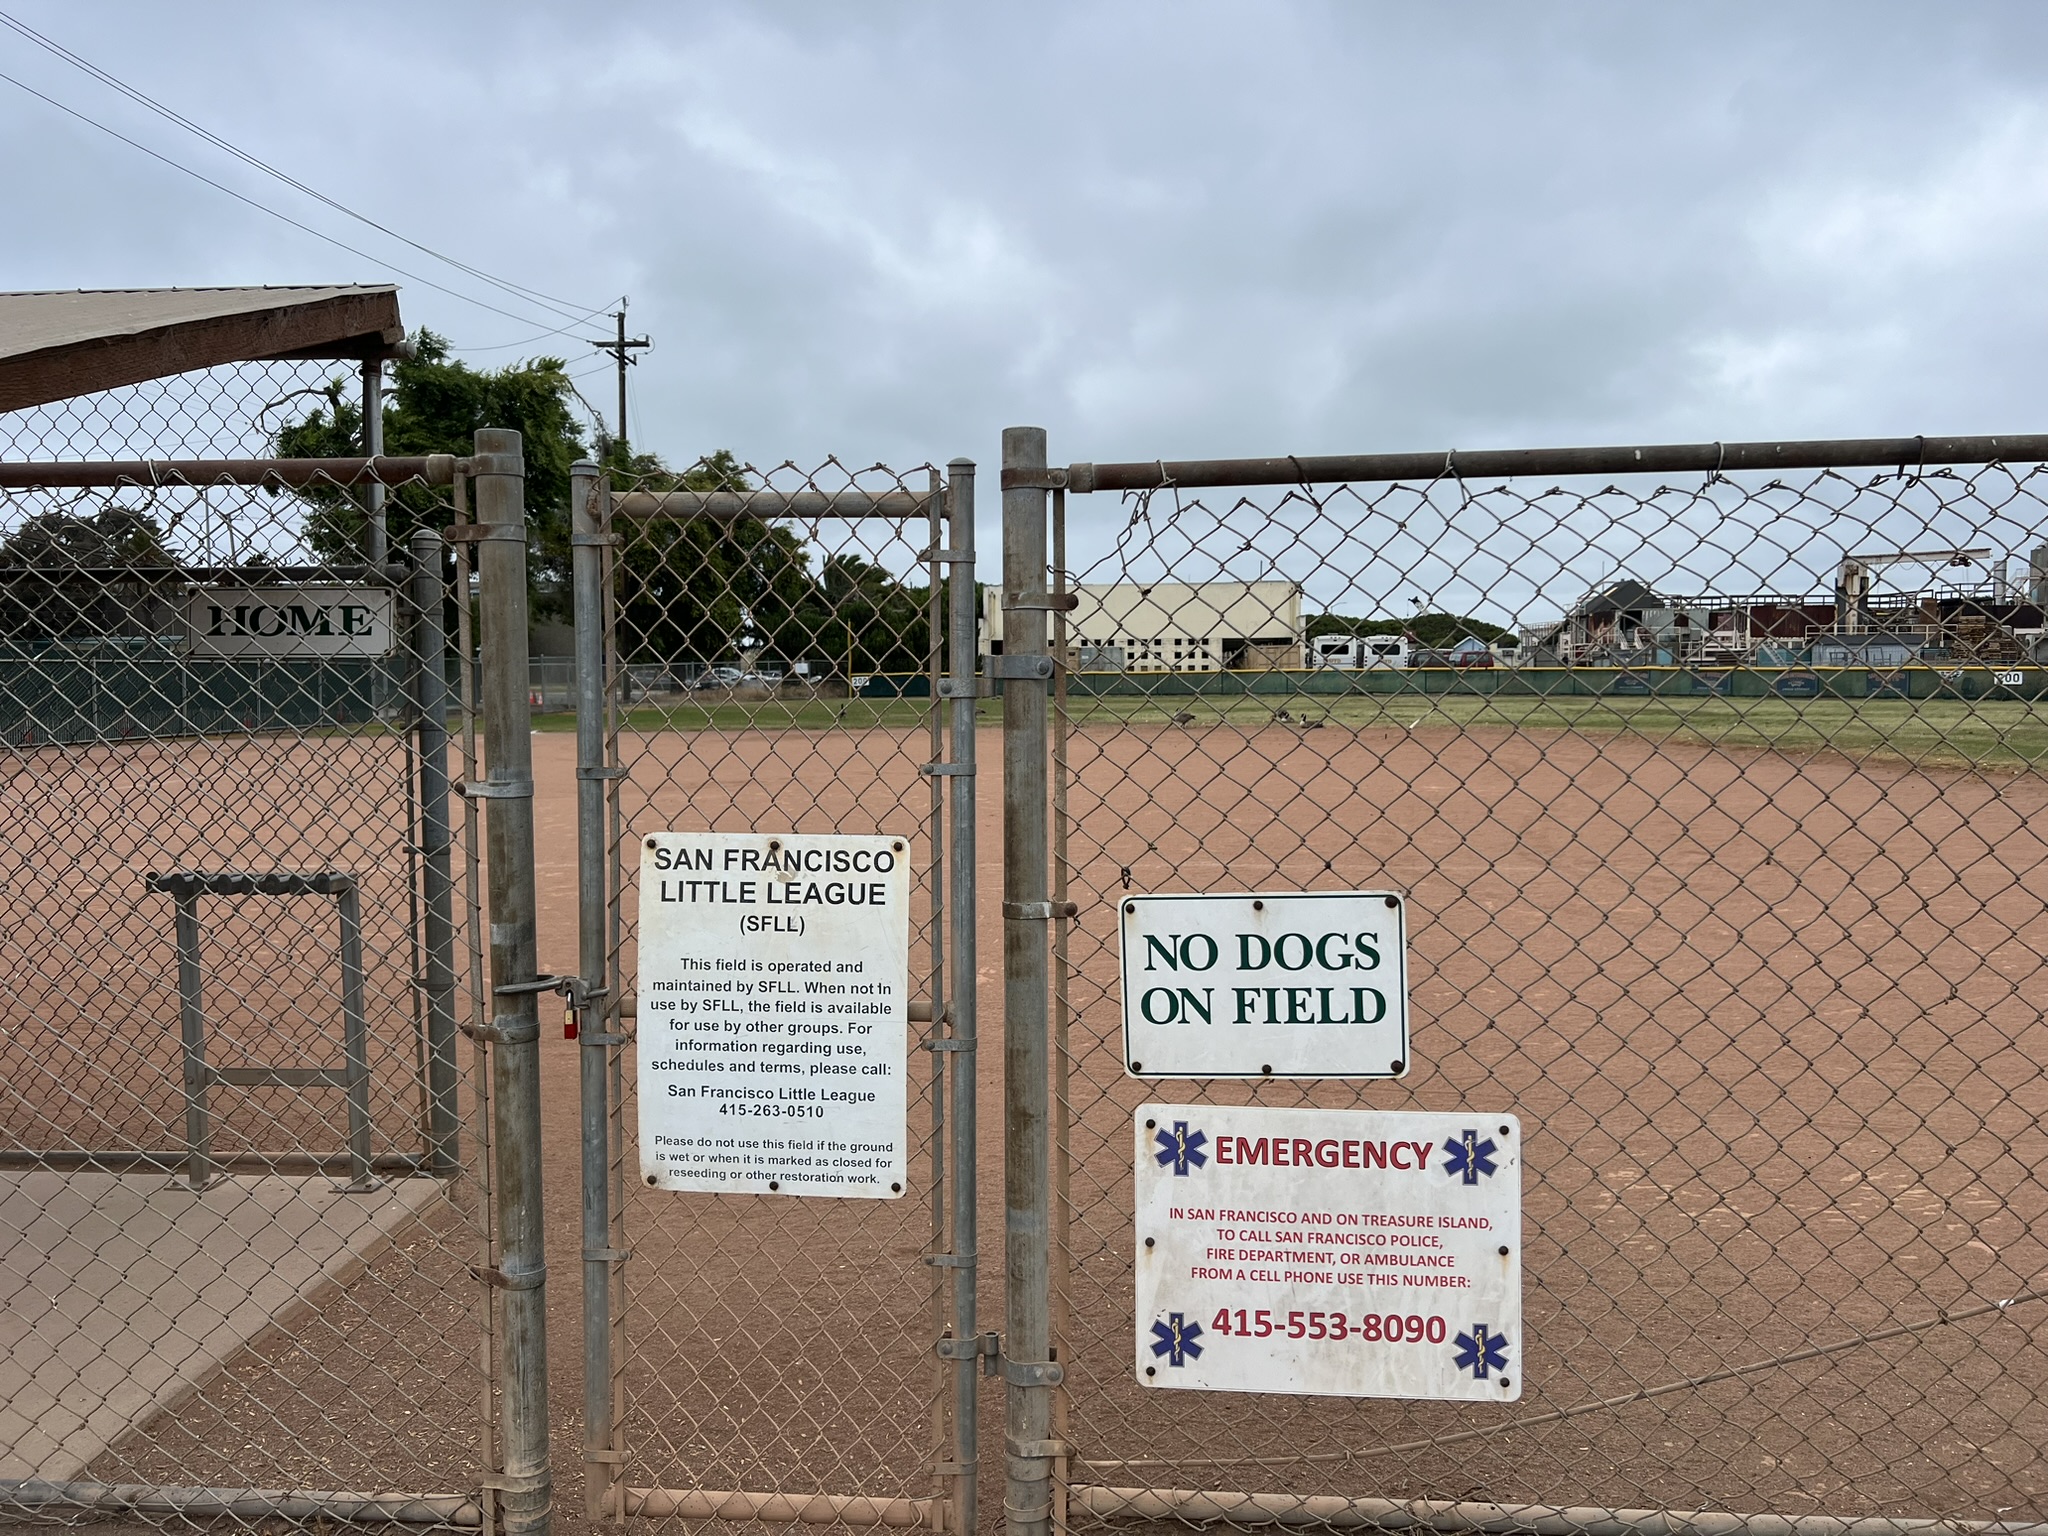 HOME
200
200
SAN FRANCISCO
LITTLE LEAGUE
(SFLL)
This field is operated and
maintained by SFLL. When not in
use by SFLL, the field is available
for use by other groups. For
information regarding use,
schedules and terms, please call:
San Francisco Little League
415-263-0510
Please do not use this field if the ground
is wet or when it is marked as closed for
reseeding or other restoration work.
NO DOGS
ON FIELD
EMERGENCY
IN SAN FRANCISCO AND ON TREASURE ISLAND,
TO CALL SAN FRANCISCO POLICE,
FIRE DEPARTMENT, OR AMBULANCE
FROM A CELL PHONE USE THIS NUMBER:
415-553-8090